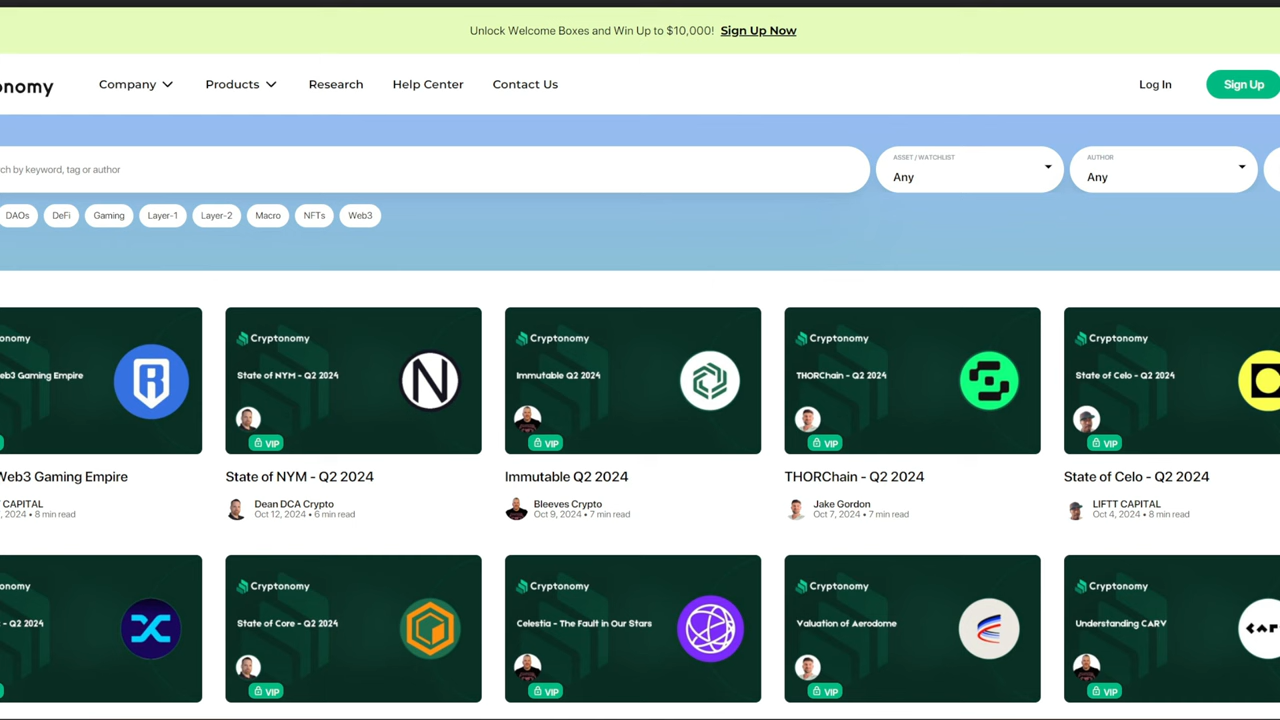 Unlock Welcome Boxes and Win Up to $10,000! Sign Up Now
onomy Company Products Research Help Center Contact Us Log In Sign Up
ch by keyword, tag or author
ASSET / WATCHLIST
Any
AUTHOR
Any
DAOs DeFi Gaming Layer-1 Layer-2 Macro NFTs Web3
onomy
eb3 Gaming Empire
Web3 Gaming Empire
CAPITAL
, 2024 • 8 min read
Cryptonomy
State of NYM - Q2 2024
VIP
State of NYM - Q2 2024
Dean DCA Crypto
Oct 12, 2024 • 6 min read
Cryptonomy
Immutable Q2 2024
VIP
Immutable Q2 2024
Bleeves Crypto
Oct 9, 2024 • 7 min read
Cryptonomy
THORChain - Q2 2024
VIP
THORChain - Q2 2024
Jake Gordon
Oct 7, 2024 • 7 min read
Cryptonomy
State of Celo - Q2 2024
VIP
State of Celo - Q2 2024
LIFTT CAPITAL
Oct 4, 2024 • 8 min read
onomy
- Q2 2024
Cryptonomy
State of Core - Q2 2024
VIP
Cryptonomy
Celestia - The Fault in Our Stars
VIP
Cryptonomy
Valuation of Aerodome
VIP
Cryptonomy
Understanding CARV
VIP